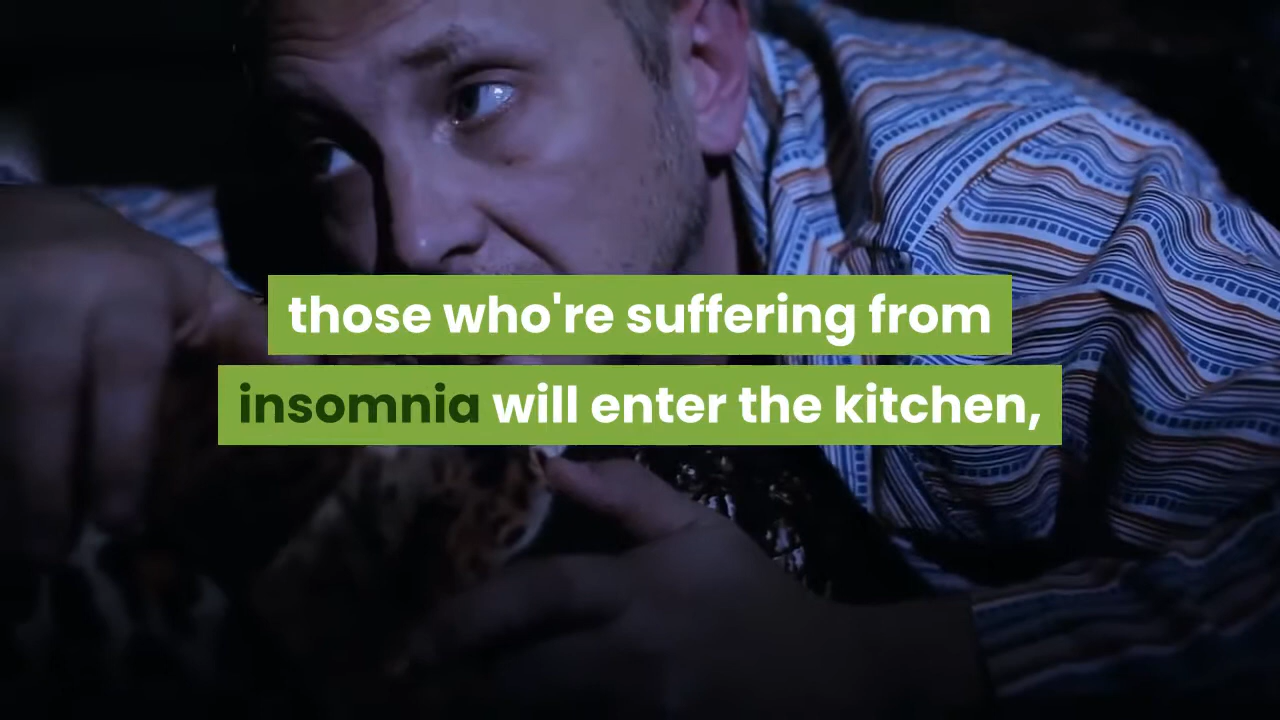 those who're suffering from
insomnia will enter the kitchen,